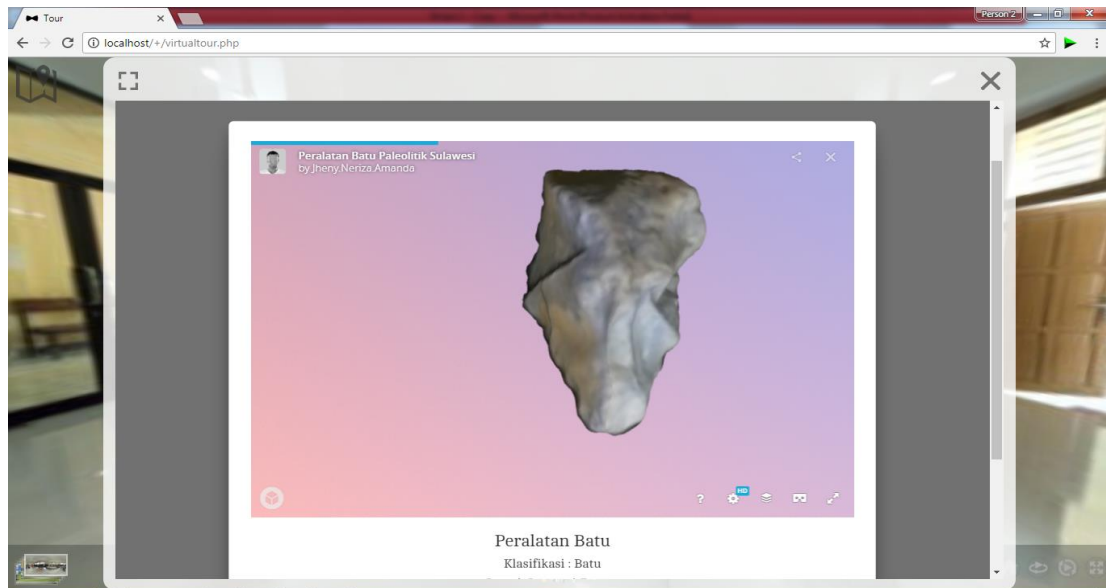 Tour
Person 2
localhost/+/virtualtour.php
Peralatan Batu Paleolitik Sulawesi
by Jheny.Neriza.Amanda
?
HD
Peralatan Batu
Klasifikasi : Batu